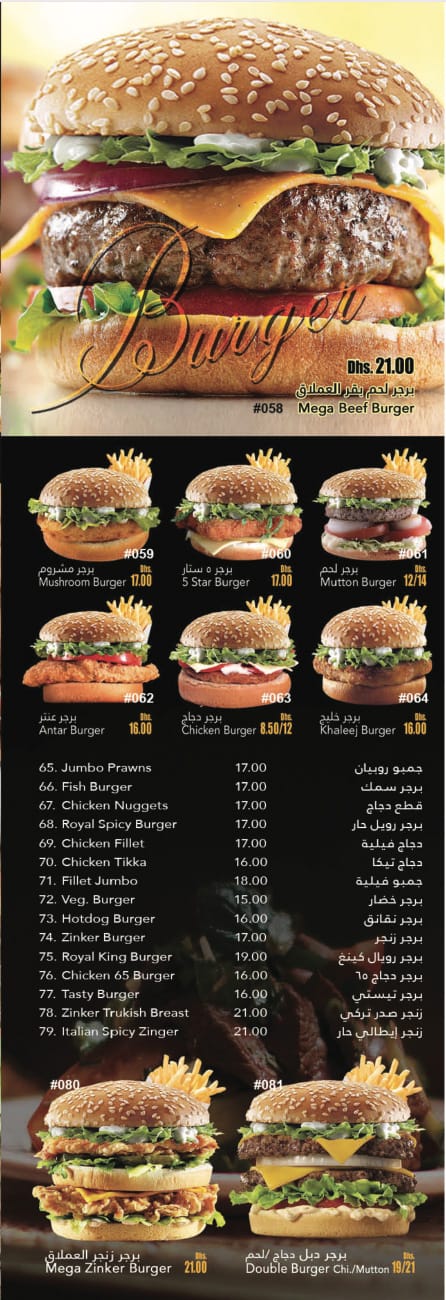 Burger
Dhs. 21.00
برجر لحم بقر العملاق
#058 Mega Beef Burger
#059 #060 #061
برجر مشروم Dhs. برجر ٥ ستار Dhs. برجر لحم Dhs.
Mushroom Burger 17.00 5 Star Burger 17.00 Mutton Burger 12/14
#062 #063 #064
برجر عنتر Dhs. برجر دجاج Dhs. برجر خليج Dhs.
Antar Burger 16.00 Chicken Burger 8.50/12 Khaleej Burger 16.00
65. Jumbo Prawns 17.00 جمبو روبيان
66. Fish Burger 17.00 برجر سمك
67. Chicken Nuggets 17.00 قطع دجاج
68. Royal Spicy Burger 17.00 برجر رويل حار
69. Chicken Fillet 17.00 دجاج فيلية
70. Chicken Tikka 16.00 دجاج تيكا
71. Fillet Jumbo 18.00 جمبو فيلية
72. Veg. Burger 15.00 برجر خضار
73. Hotdog Burger 16.00 برجر نقانق
74. Zinker Burger 17.00 برجر زنجر
75. Royal King Burger 19.00 برجر رويال كينغ
76. Chicken 65 Burger 16.00 برجر دجاج ٦٥
77. Tasty Burger 16.00 برجر تيستي
78. Zinker Trukish Breast 21.00 زنجر صدر تركي
79. Italian Spicy Zinger 21.00 زنجر إيطالي حار
#080 #081
برجر زنجر العملاق Dhs. برجر دبل دجاج /لحم Dhs.
Mega Zinker Burger 21.00 Double Burger Chi./Mutton 19/21